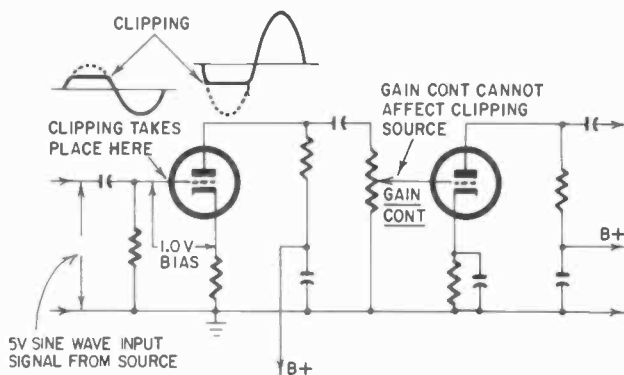 CLIPPING
GAIN CONT CANNOT
AFFECT CLIPPING
SOURCE
CLIPPING TAKES
PLACE HERE
GAIN
CONT
1.0 V
BIAS
B+
5V SINE WAVE INPUT
SIGNAL FROM SOURCE
B+